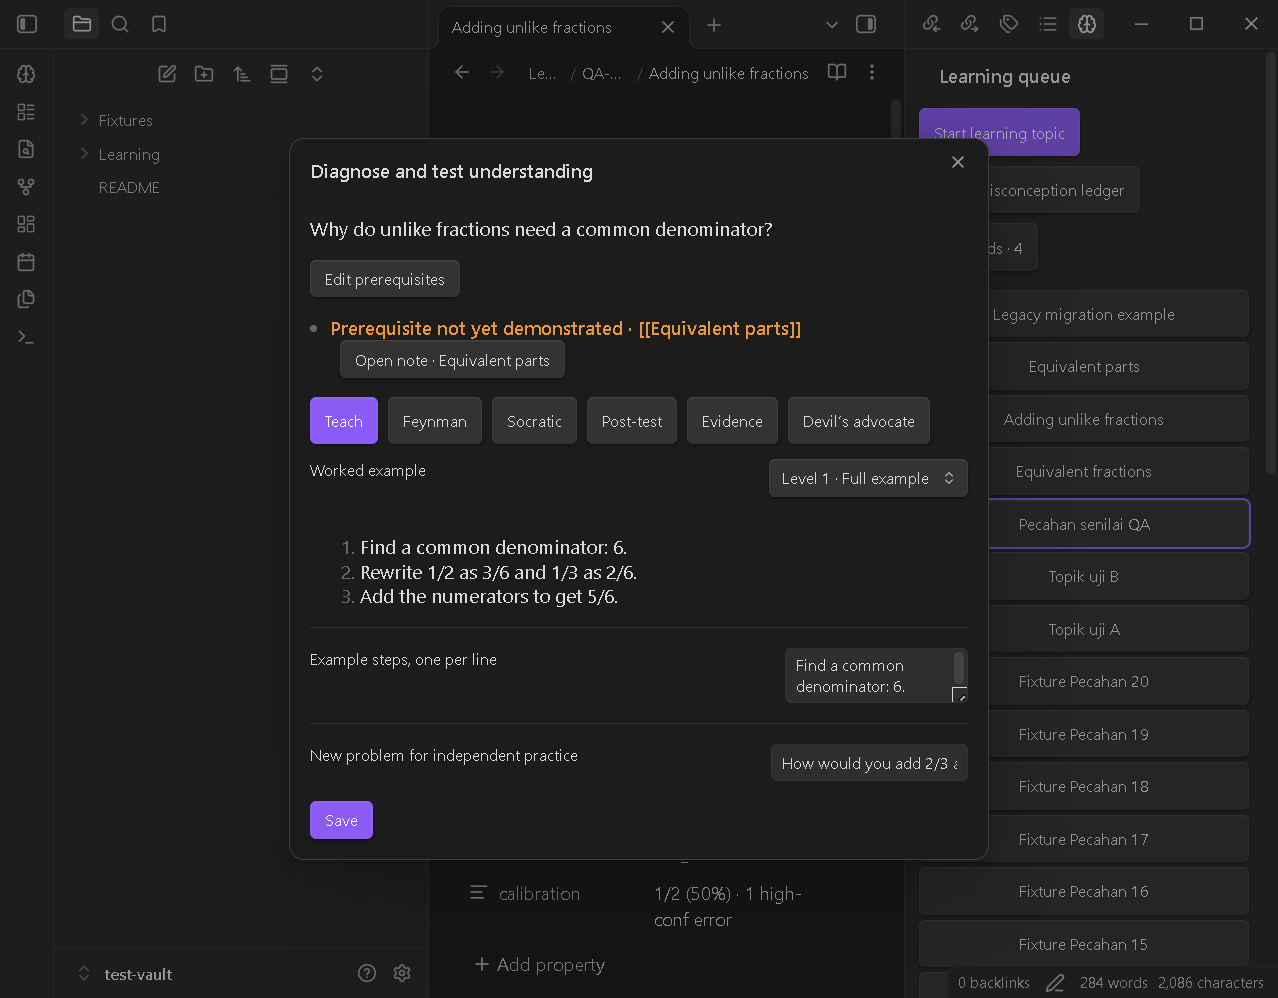 Adding unlike fractions
Le... / QA-... / Adding unlike fractions
Fixtures
Learning
README
test-vault
Diagnose and test understanding
Why do unlike fractions need a common denominator?
Edit prerequisites
Prerequisite not yet demonstrated · [[Equivalent parts]]
Open note · Equivalent parts
Teach
Feynman
Socratic
Post-test
Evidence
Devil's advocate
Worked example
Level 1 · Full example
1. Find a common denominator: 6.
2. Rewrite 1/2 as 3/6 and 1/3 as 2/6.
3. Add the numerators to get 5/6.
Example steps, one per line
Find a common
denominator: 6.
New problem for independent practice
How would you add 2/3 a
Save
calibration
1/2 (50%) · 1 high-
conf error
Add property
Learning queue
Start learning topic
isconception ledger
ds · 4
Legacy migration example
Equivalent parts
Adding unlike fractions
Equivalent fractions
Pecahan senilai QA
Topik uji B
Topik uji A
Fixture Pecahan 20
Fixture Pecahan 19
Fixture Pecahan 18
Fixture Pecahan 17
Fixture Pecahan 16
Fixture Pecahan 15
0 backlinks
284 words
2,086 characters